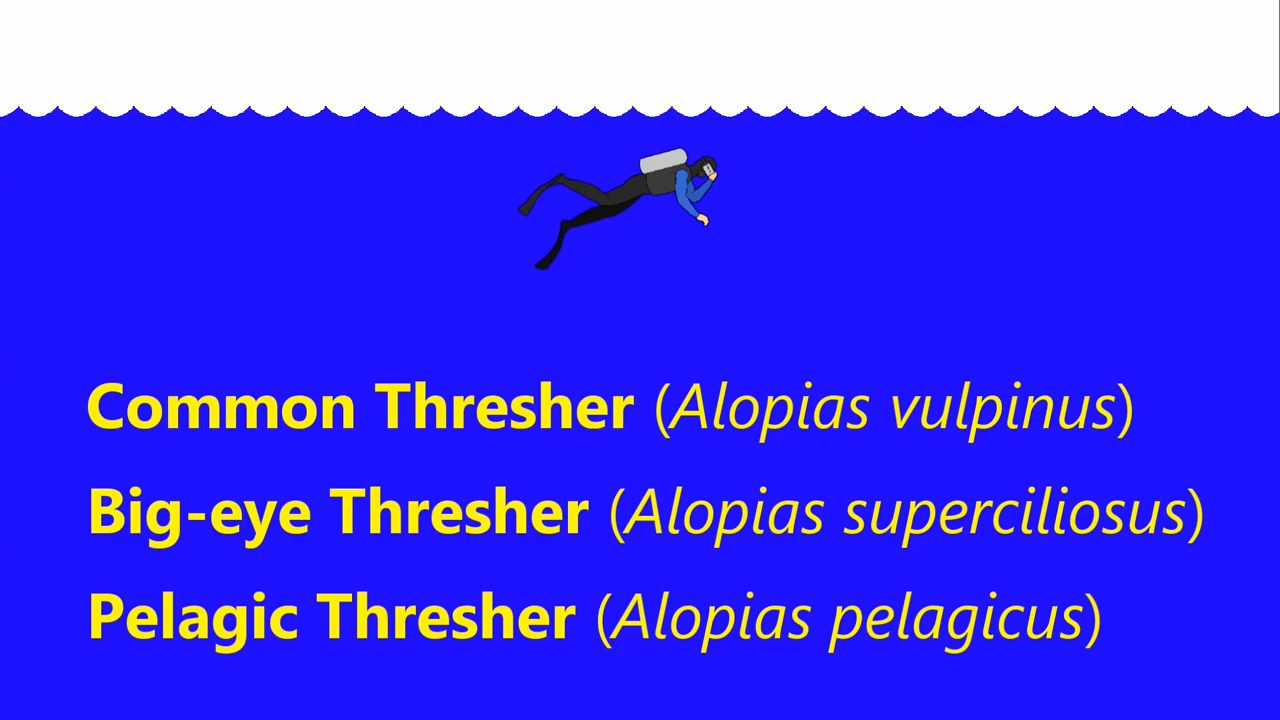 Common Thresher (Alopias vulpinus)
Big-eye Thresher (Alopias superciliosus)
Pelagic Thresher (Alopias pelagicus)